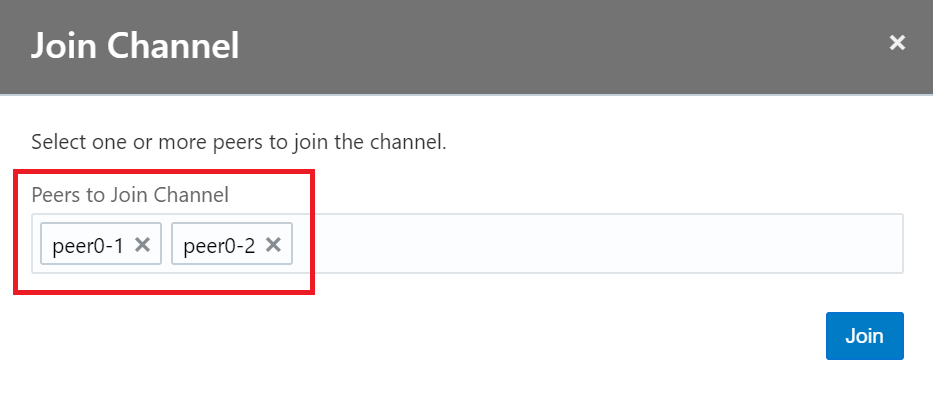 Join Channel
Select one or more peers to join the channel.
Peers to Join Channel
peer0-1 peer0-2
Join